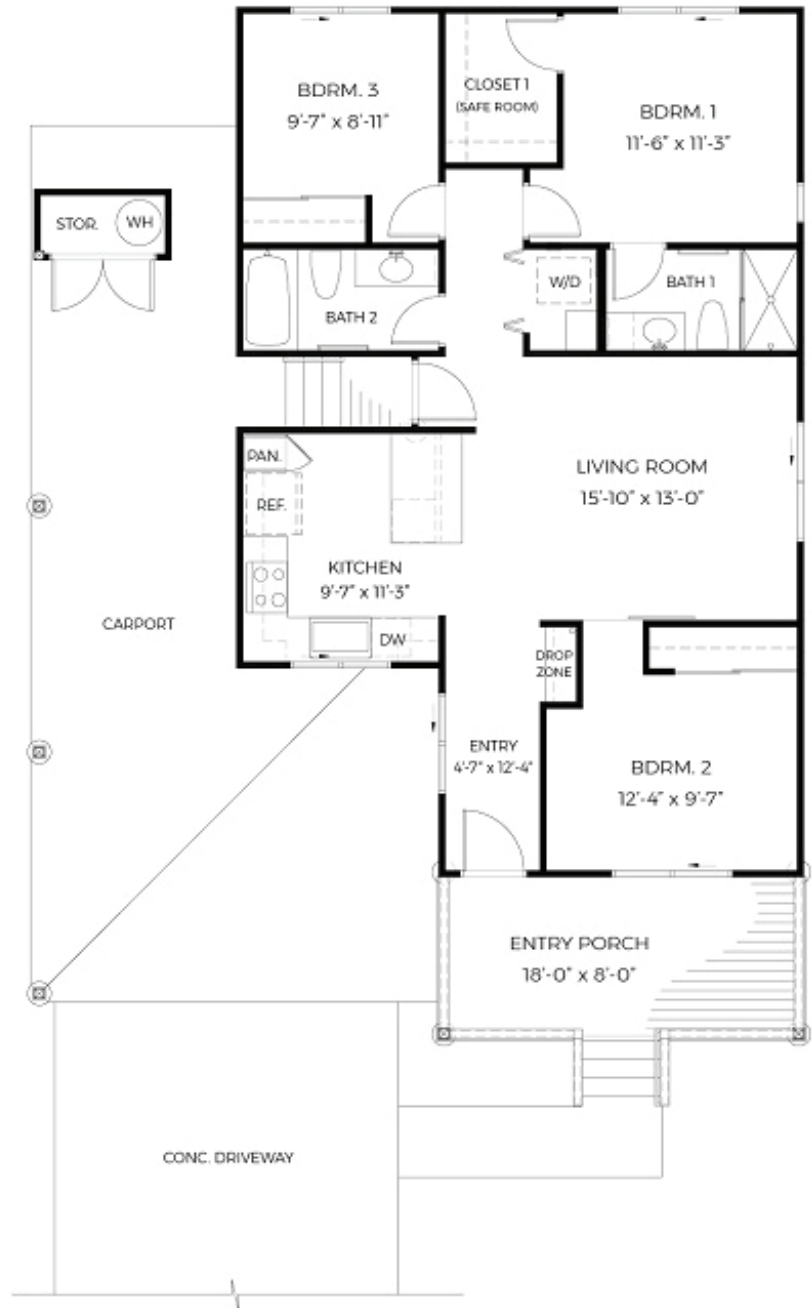 BDRM. 3
9'-7" x 8'-11"
CLOSET 1
(SAFE ROOM)
BDRM. 1
11'-6" x 11'-3"
STOR.
WH
BATH 2
W/D
BATH 1
PAN.
REF.
LIVING ROOM
15'-10" x 13'-0"
KITCHEN
9'-7" x 11'-3"
CARPORT
DW
DROP
ZONE
ENTRY
4'-7" x 12'-4"
BDRM. 2
12'-4" x 9'-7"
ENTRY PORCH
18'-0" x 8'-0"
CONC. DRIVEWAY